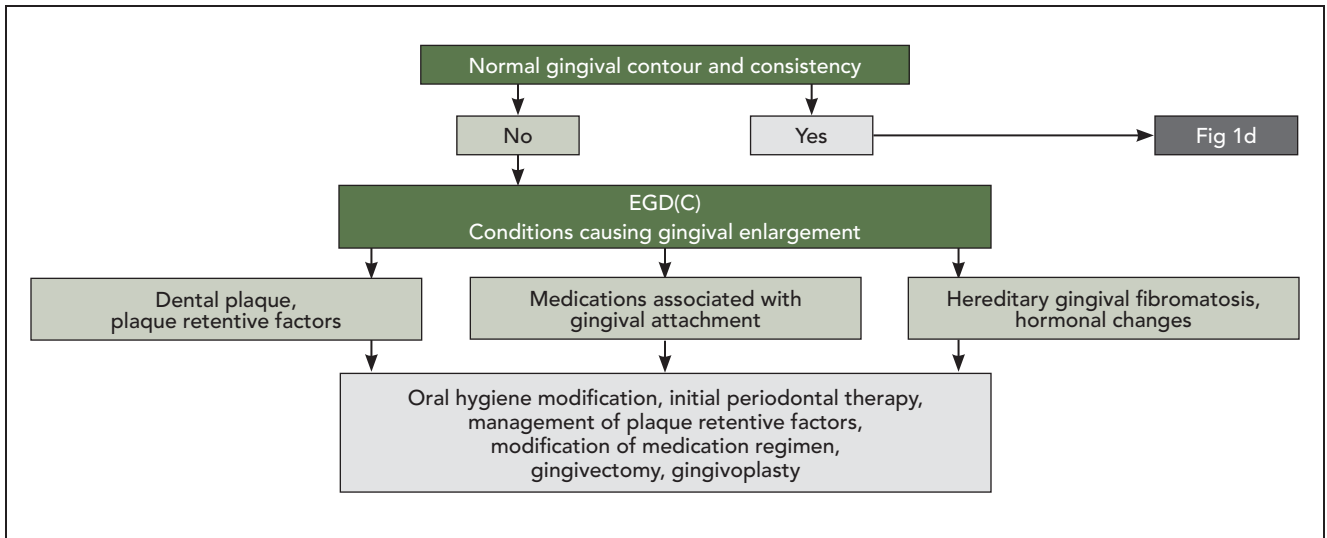 Normal gingival contour and consistency
No
Yes
Fig 1d
EGD(C)
Conditions causing gingival enlargement
Dental plaque,
plaque retentive factors
Medications associated with
gingival attachment
Hereditary gingival fibromatosis,
hormonal changes
Oral hygiene modification, initial periodontal therapy,
management of plaque retentive factors,
modification of medication regimen,
gingivectomy, gingivoplasty